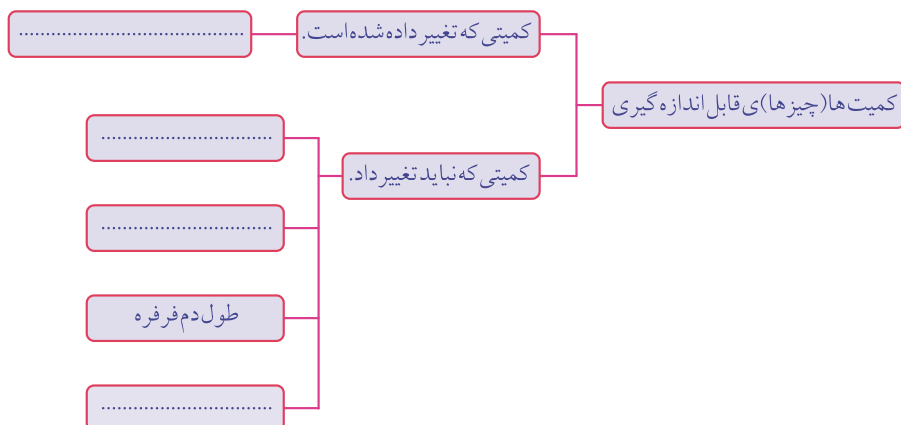 کمیت‌ها (چیزها)ی قابل اندازه‌گیری
کمیتی که تغییر داده شده است.
..........................................
کمیتی که نباید تغییر داد.
................................
................................
طول دم فرفره
................................